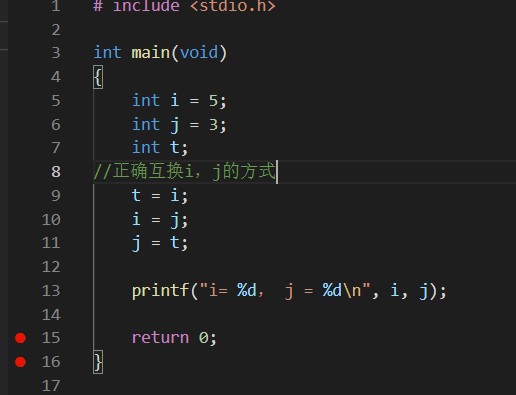 1 # include <stdio.h>
2
3 int main(void)
4 {
5 int i = 5;
6 int j = 3;
7 int t;
8 //正确互换i，j的方式
9 t = i;
10 i = j;
11 j = t;
12
13 printf("i= %d， j = %d\n", i, j);
14
15 return 0;
16 }
17